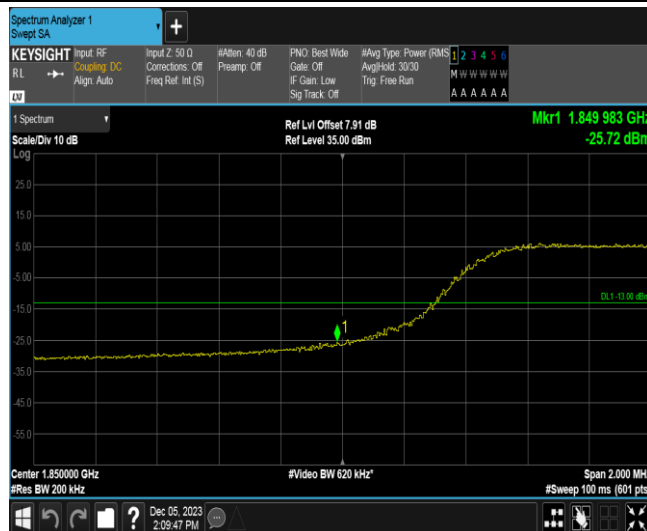 Spectrum Analyzer 1
Swept SA
+
KEYSIGHT
RL
LXI
Input: RF
Coupling: DC
Align: Auto
Input Z: 50 Ω
Corrections: Off
Freq Ref: Int (S)
#Atten: 40 dB
Preamp: Off
PNO: Best Wide
Gate: Off
IF Gain: Low
Sig Track: Off
#Avg Type: Power (RMS
Avg|Hold: 30/30
Trig: Free Run
1 2 3 4 5 6
M W W W W W
A A A A A A
1 Spectrum
Scale/Div 10 dB
Log
Ref Lvl Offset 7.91 dB
Ref Level 35.00 dBm
Mkr1 1.849 983 GHz
-25.72 dBm
25.0
15.0
5.00
-5.00
-15.0
-25.0
-35.0
-45.0
-55.0
DL1 -13.00 dBm
1
Center 1.850000 GHz
#Res BW 200 kHz
#Video BW 620 kHz*
Span 2.000 MHz
#Sweep 100 ms (601 pts
?
Dec 05, 2023
2:09:47 PM